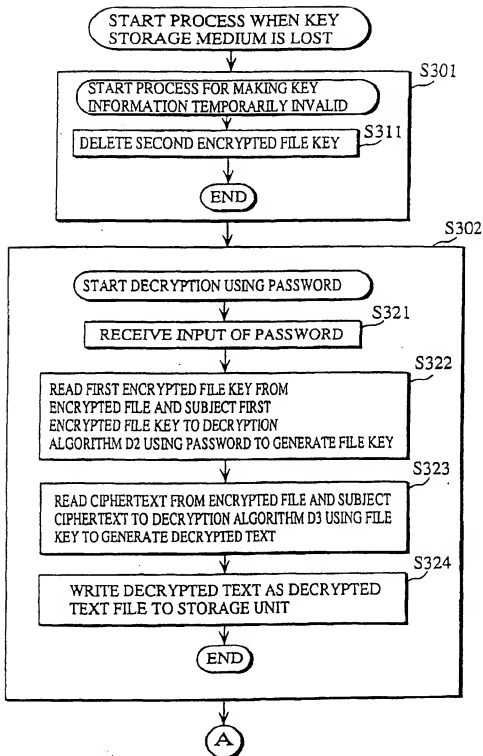 START PROCESS WHEN KEY
STORAGE MEDIUM IS LOST
S301
START PROCESS FOR MAKING KEY
INFORMATION TEMPORARILY INVALID
S311
DELETE SECOND ENCRYPTED FILE KEY
END
S302
START DECRYPTION USING PASSWORD
S321
RECEIVE INPUT OF PASSWORD
S322
READ FIRST ENCRYPTED FILE KEY FROM
ENCRYPTED FILE AND SUBJECT FIRST
ENCRYPTED FILE KEY TO DECRYPTION
ALGORITHM D2 USING PASSWORD TO GENERATE FILE KEY
S323
READ CIPHERTEXT FROM ENCRYPTED FILE AND SUBJECT
CIPHERTEXT TO DECRYPTION ALGORITHM D3 USING FILE
KEY TO GENERATE DECRYPTED TEXT
S324
WRITE DECRYPTED TEXT AS DECRYPTED
TEXT FILE TO STORAGE UNIT
END
A